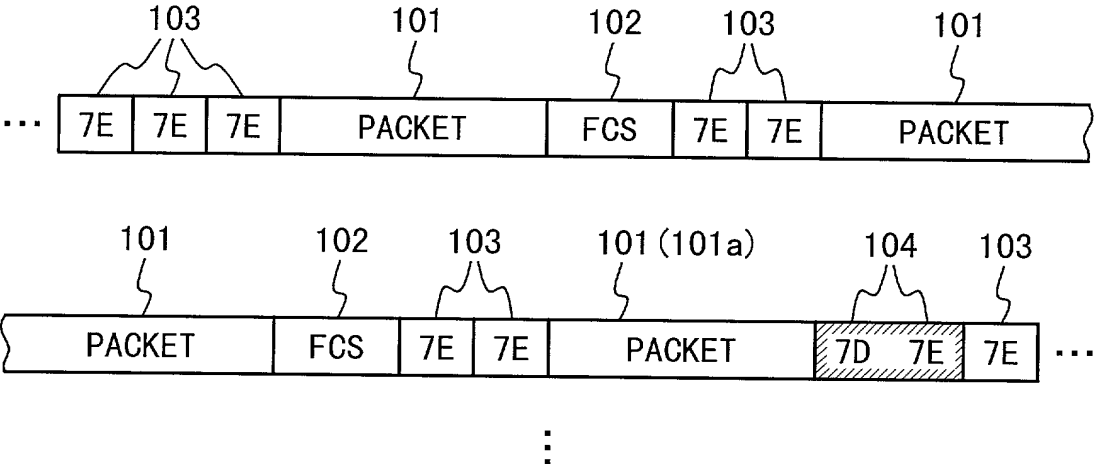 103 101 102 103 101
... 7E 7E 7E PACKET FCS 7E 7E PACKET
101 102 103 101(101a) 104 103
PACKET FCS 7E 7E PACKET 7D 7E 7E ...